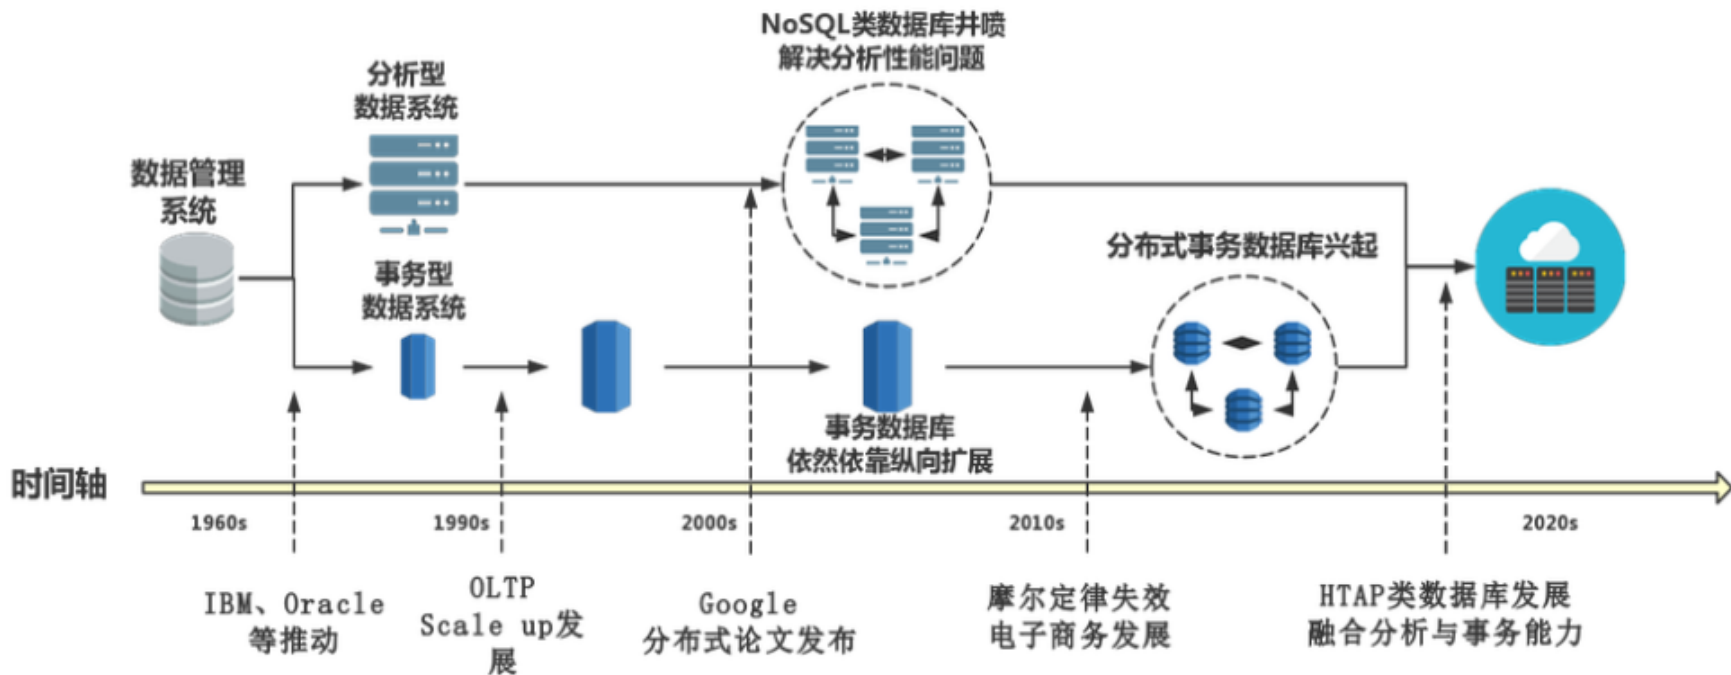 NoSQL类数据库井喷
解决分析性能问题
分析型
数据系统
数据管理
系统
事务型
数据系统
分布式事务数据库兴起
事务数据库
依然依靠纵向扩展
时间轴
1960s
1990s
2000s
2010s
2020s
IBM、Oracle
等推动
OLTP
Scale up发
展
Google
分布式论文发布
摩尔定律失效
电子商务发展
HTAP类数据库发展
融合分析与事务能力